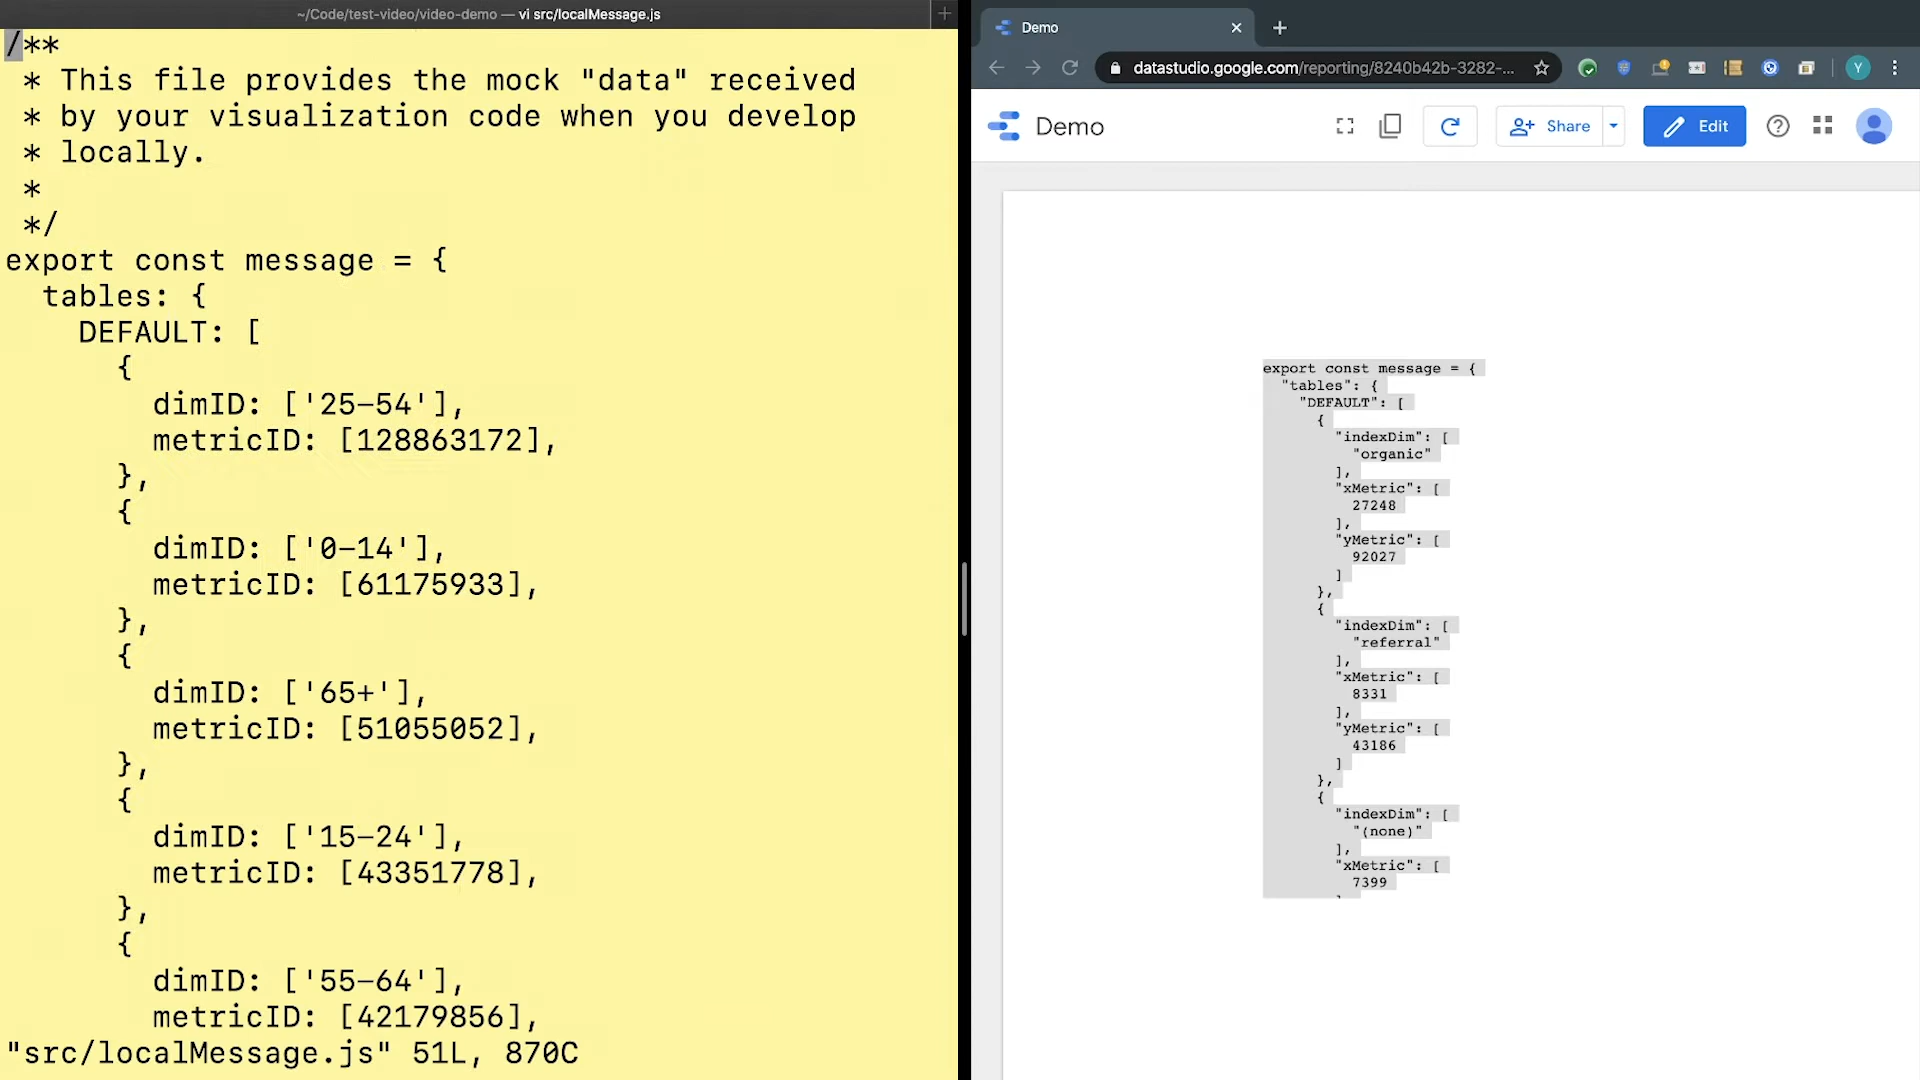 ~/Code/test-video/video-demo — vi src/localMessage.js
/**
* This file provides the mock "data" received
* by your visualization code when you develop
* locally.
*
*/
export const message = {
tables: {
DEFAULT: [
{
dimID: ['25-54'],
metricID: [128863172],
},
{
dimID: ['0-14'],
metricID: [61175933],
},
{
dimID: ['65+'],
metricID: [51055052],
},
{
dimID: ['15-24'],
metricID: [43351778],
},
{
dimID: ['55-64'],
metricID: [42179856],
"src/localMessage.js" 51L, 870C
Demo
datastudio.google.com/reporting/8240b42b-3282-...
Y
Demo
Share
Edit
export const message = {
"tables": {
"DEFAULT": [
{
"indexDim": [
"organic"
],
"xMetric": [
27248
],
"yMetric": [
92027
]
},
{
"indexDim": [
"referral"
],
"xMetric": [
8331
],
"yMetric": [
43186
]
},
{
"indexDim": [
"(none)"
],
"xMetric": [
7399